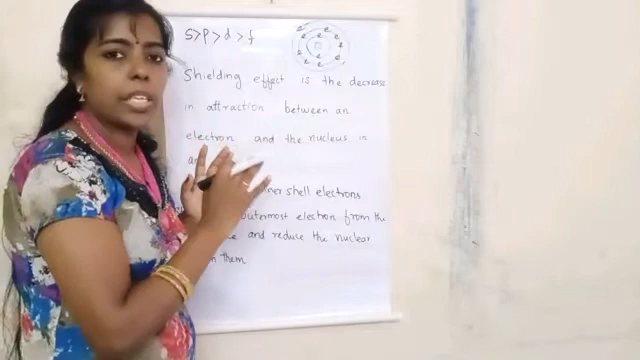 s>p>d>f
Shielding effect is the decrease
in attraction between an
electron and the nucleus in
shell electrons
outermost electron from the
and reduce the nuclear
them